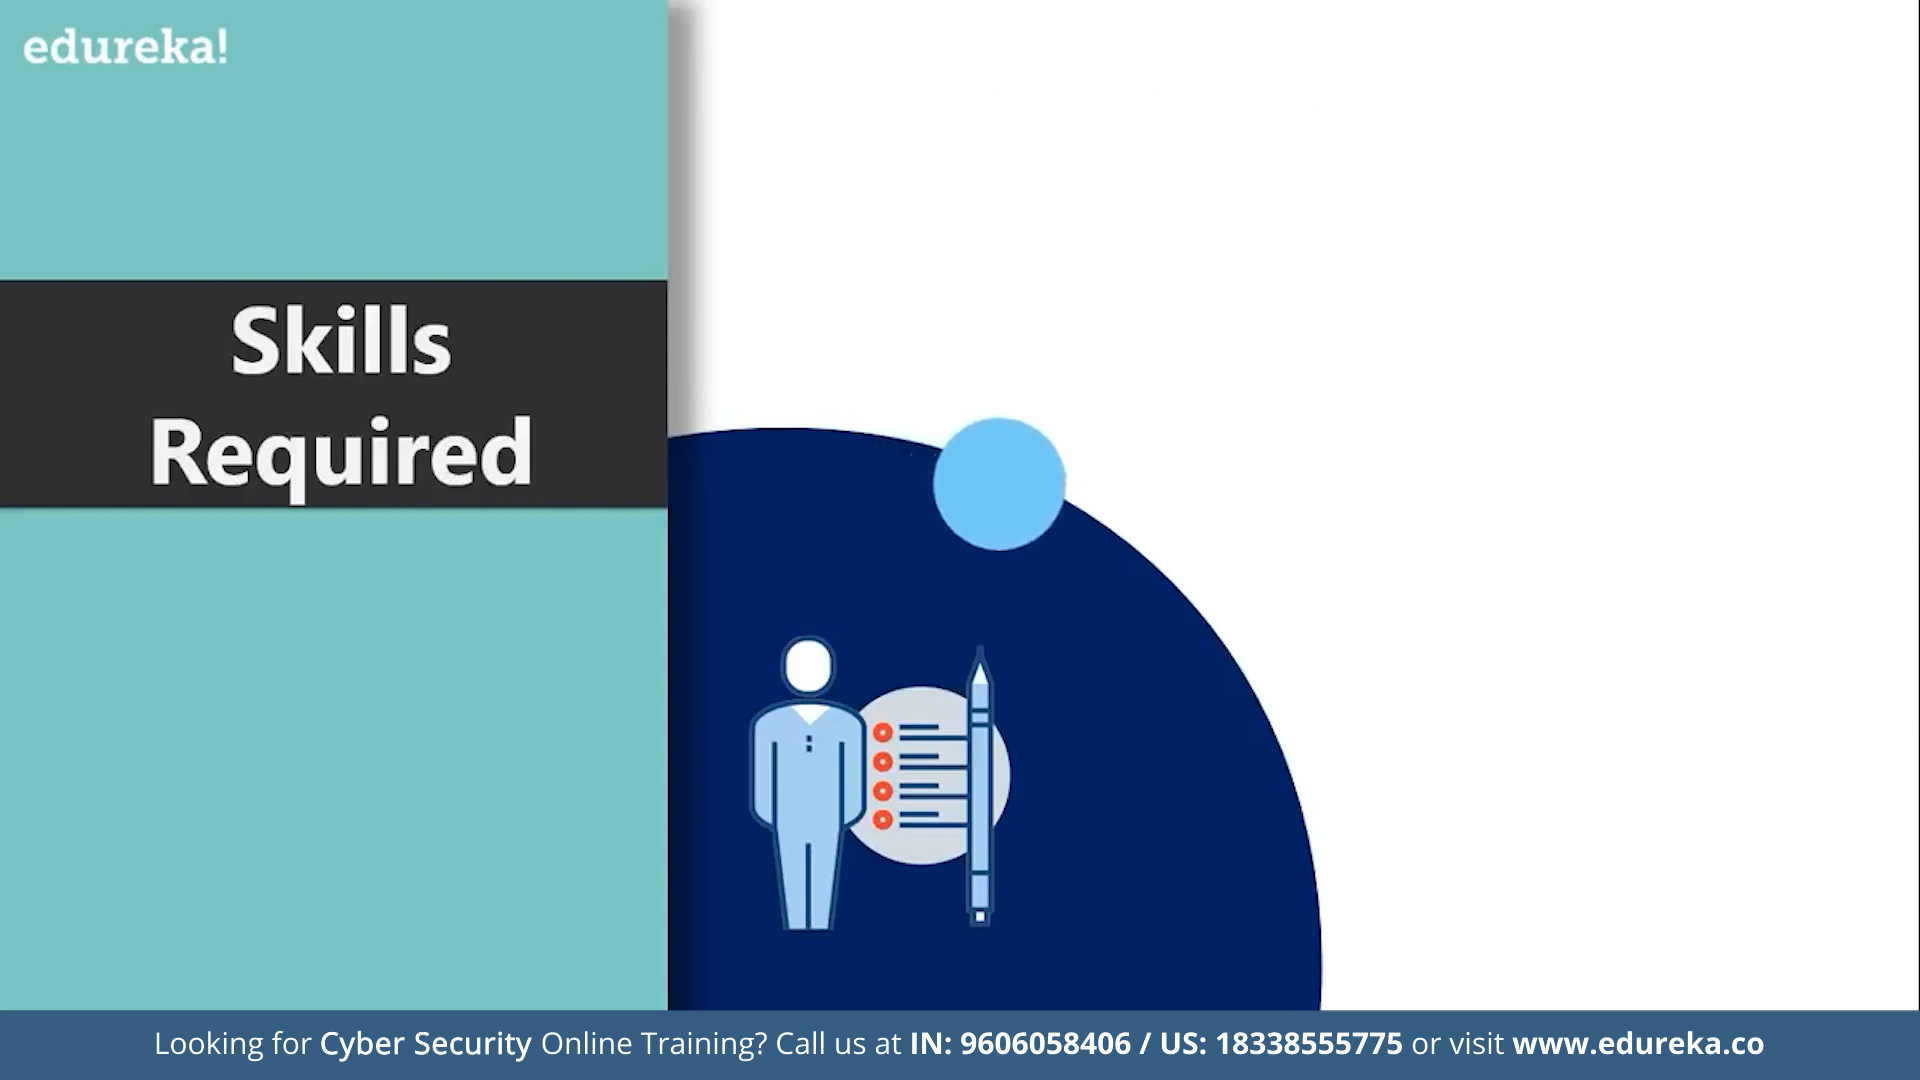 edureka!
Skills
Required
Looking for Cyber Security Online Training? Call us at IN: 9606058406 / US: 18338555775 or visit www.edureka.co